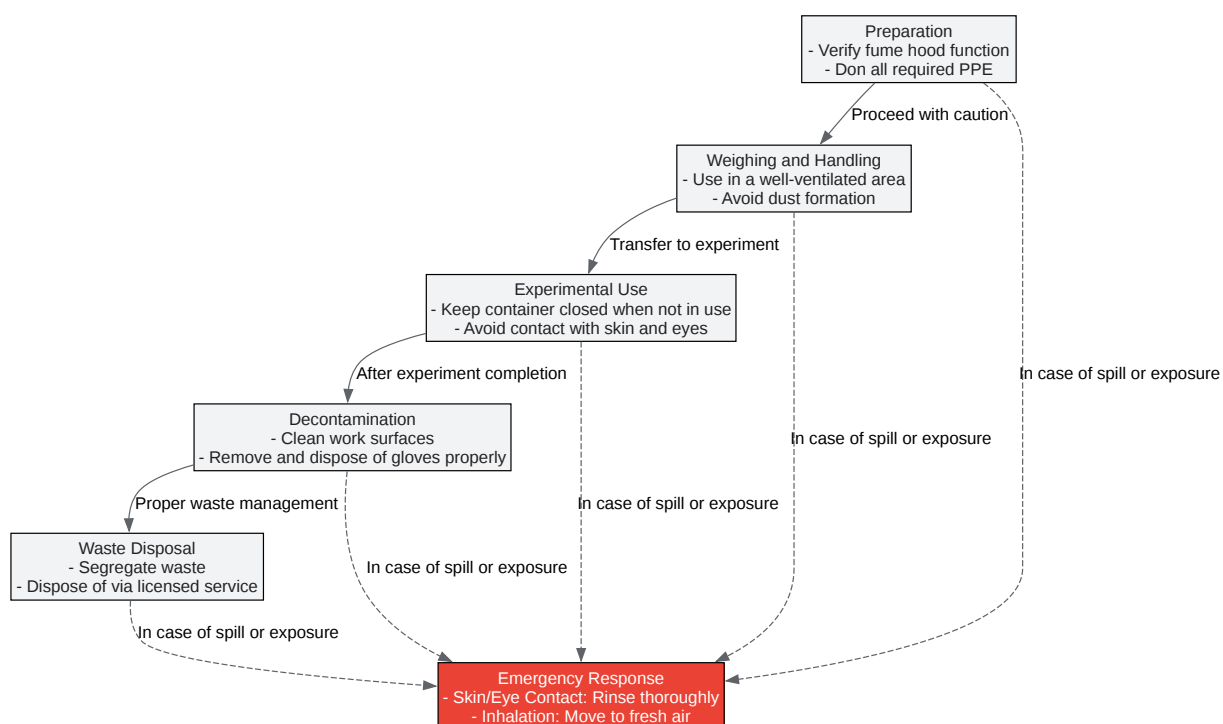 Preparation
- Verify fume hood function
- Don all required PPE
Proceed with caution
Weighing and Handling
- Use in a well-ventilated area
- Avoid dust formation
Transfer to experiment
Experimental Use
- Keep container closed when not in use
- Avoid contact with skin and eyes
After experiment completion
In case of spill or exposure
Decontamination
- Clean work surfaces
- Remove and dispose of gloves properly
In case of spill or exposure
Proper waste management
In case of spill or exposure
Waste Disposal
- Segregate waste
- Dispose of via licensed service
In case of spill or exposure
In case of spill or exposure
Emergency Response
- Skin/Eye Contact: Rinse thoroughly
- Inhalation: Move to fresh air